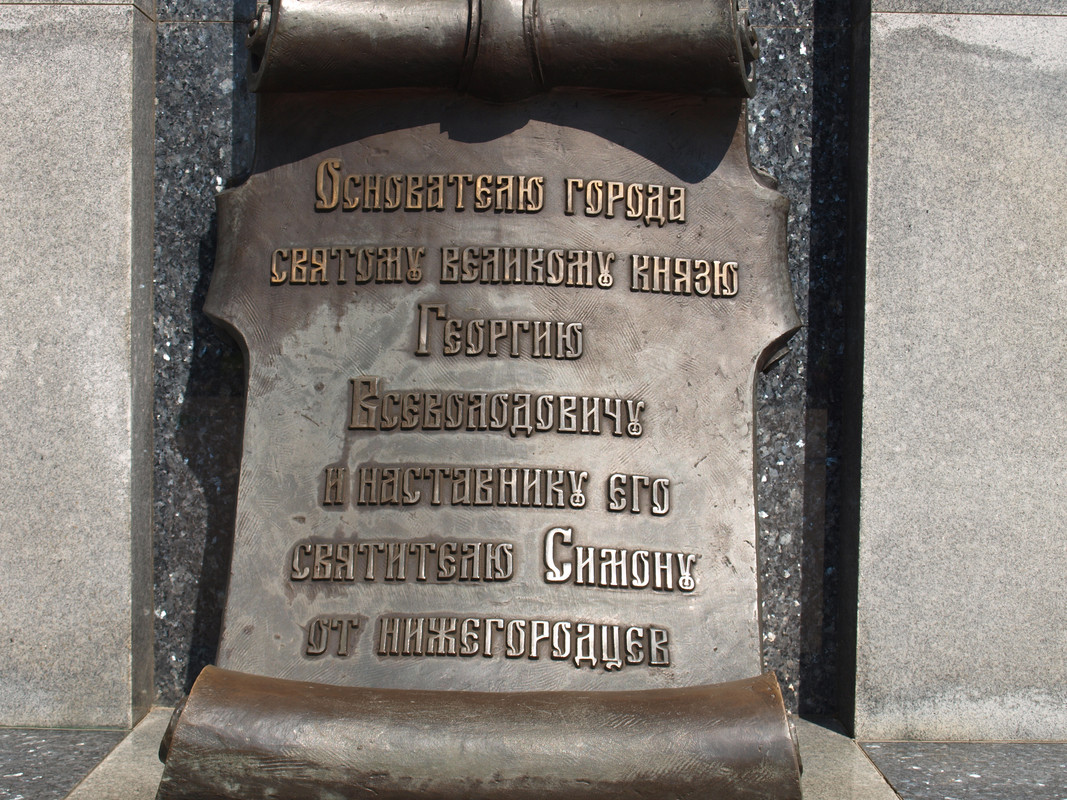 Основателю города
святому великому князю
Георгию
Всеволодовичу
и наставнику его
святителю Симону
от нижегородцев